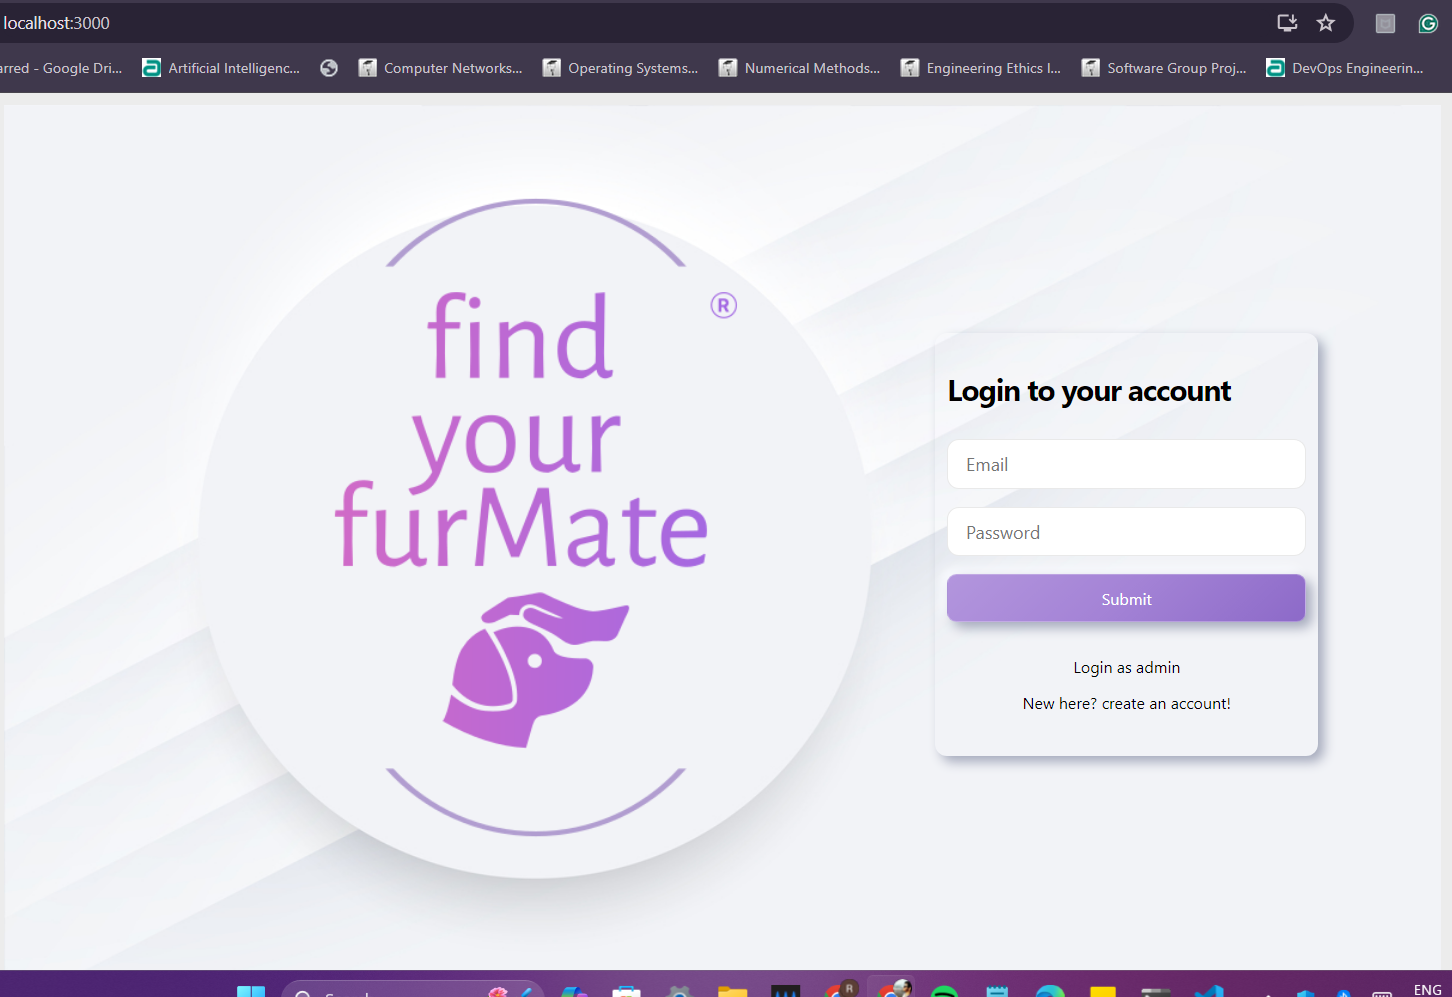 localhost:3000
arred - Google Dri...
Artificial Intelligenc...
Computer Networks...
Operating Systems...
Numerical Methods...
Engineering Ethics I...
Software Group Proj...
DevOps Engineerin...
find
®
your
furMate
Login to your account
Email
Password
Submit
Login as admin
New here? create an account!
ENG